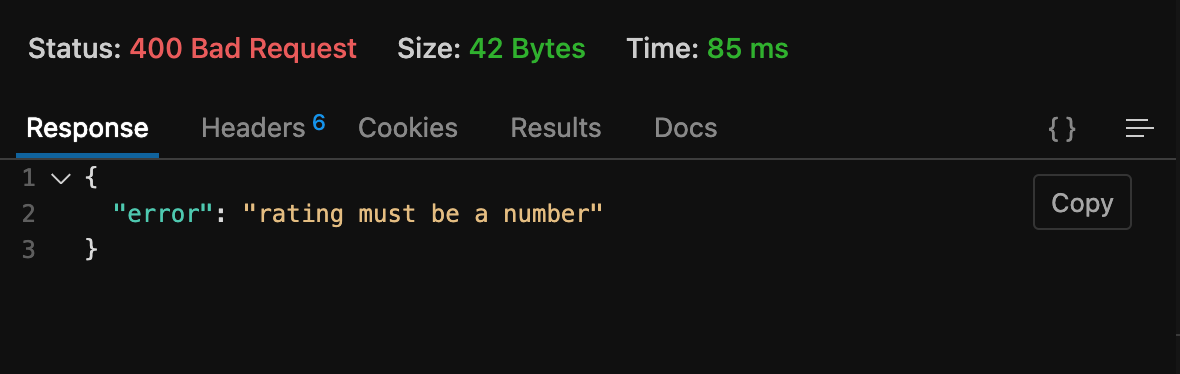 Status: 400 Bad Request Size: 42 Bytes Time: 85 ms
Response Headers 6 Cookies Results Docs { }
1 {
2 "error": "rating must be a number"
3 }
Copy